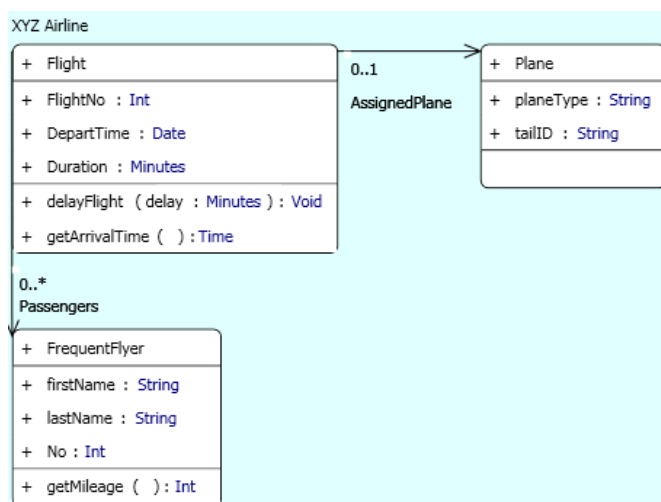 XYZ Airline
+ Flight
+ FlightNo : Int
+ DepartTime : Date
+ Duration : Minutes
+ delayFlight ( delay : Minutes ) : Void
+ getArrivalTime ( ) : Time
0..1
AssignedPlane
+ Plane
+ planeType : String
+ tailID : String
0..*
Passengers
+ FrequentFlyer
+ firstName : String
+ lastName : String
+ No : Int
+ getMileage ( ) : Int